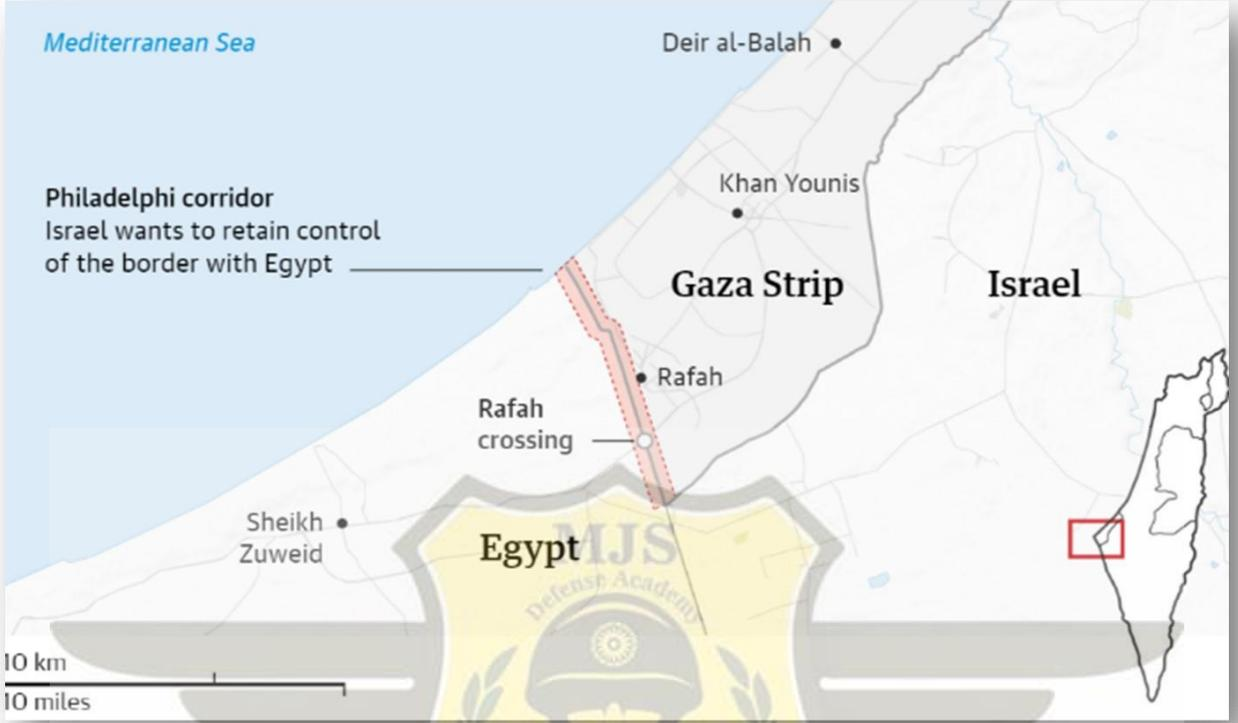 Mediterranean Sea
Deir al-Balah
Khan Younis
Philadelphi corridor
Israel wants to retain control
of the border with Egypt
Gaza Strip
Israel
Rafah
Rafah
crossing
Sheikh
Zuweid
Egypt
MJS
Defense Academy
10 km
10 miles